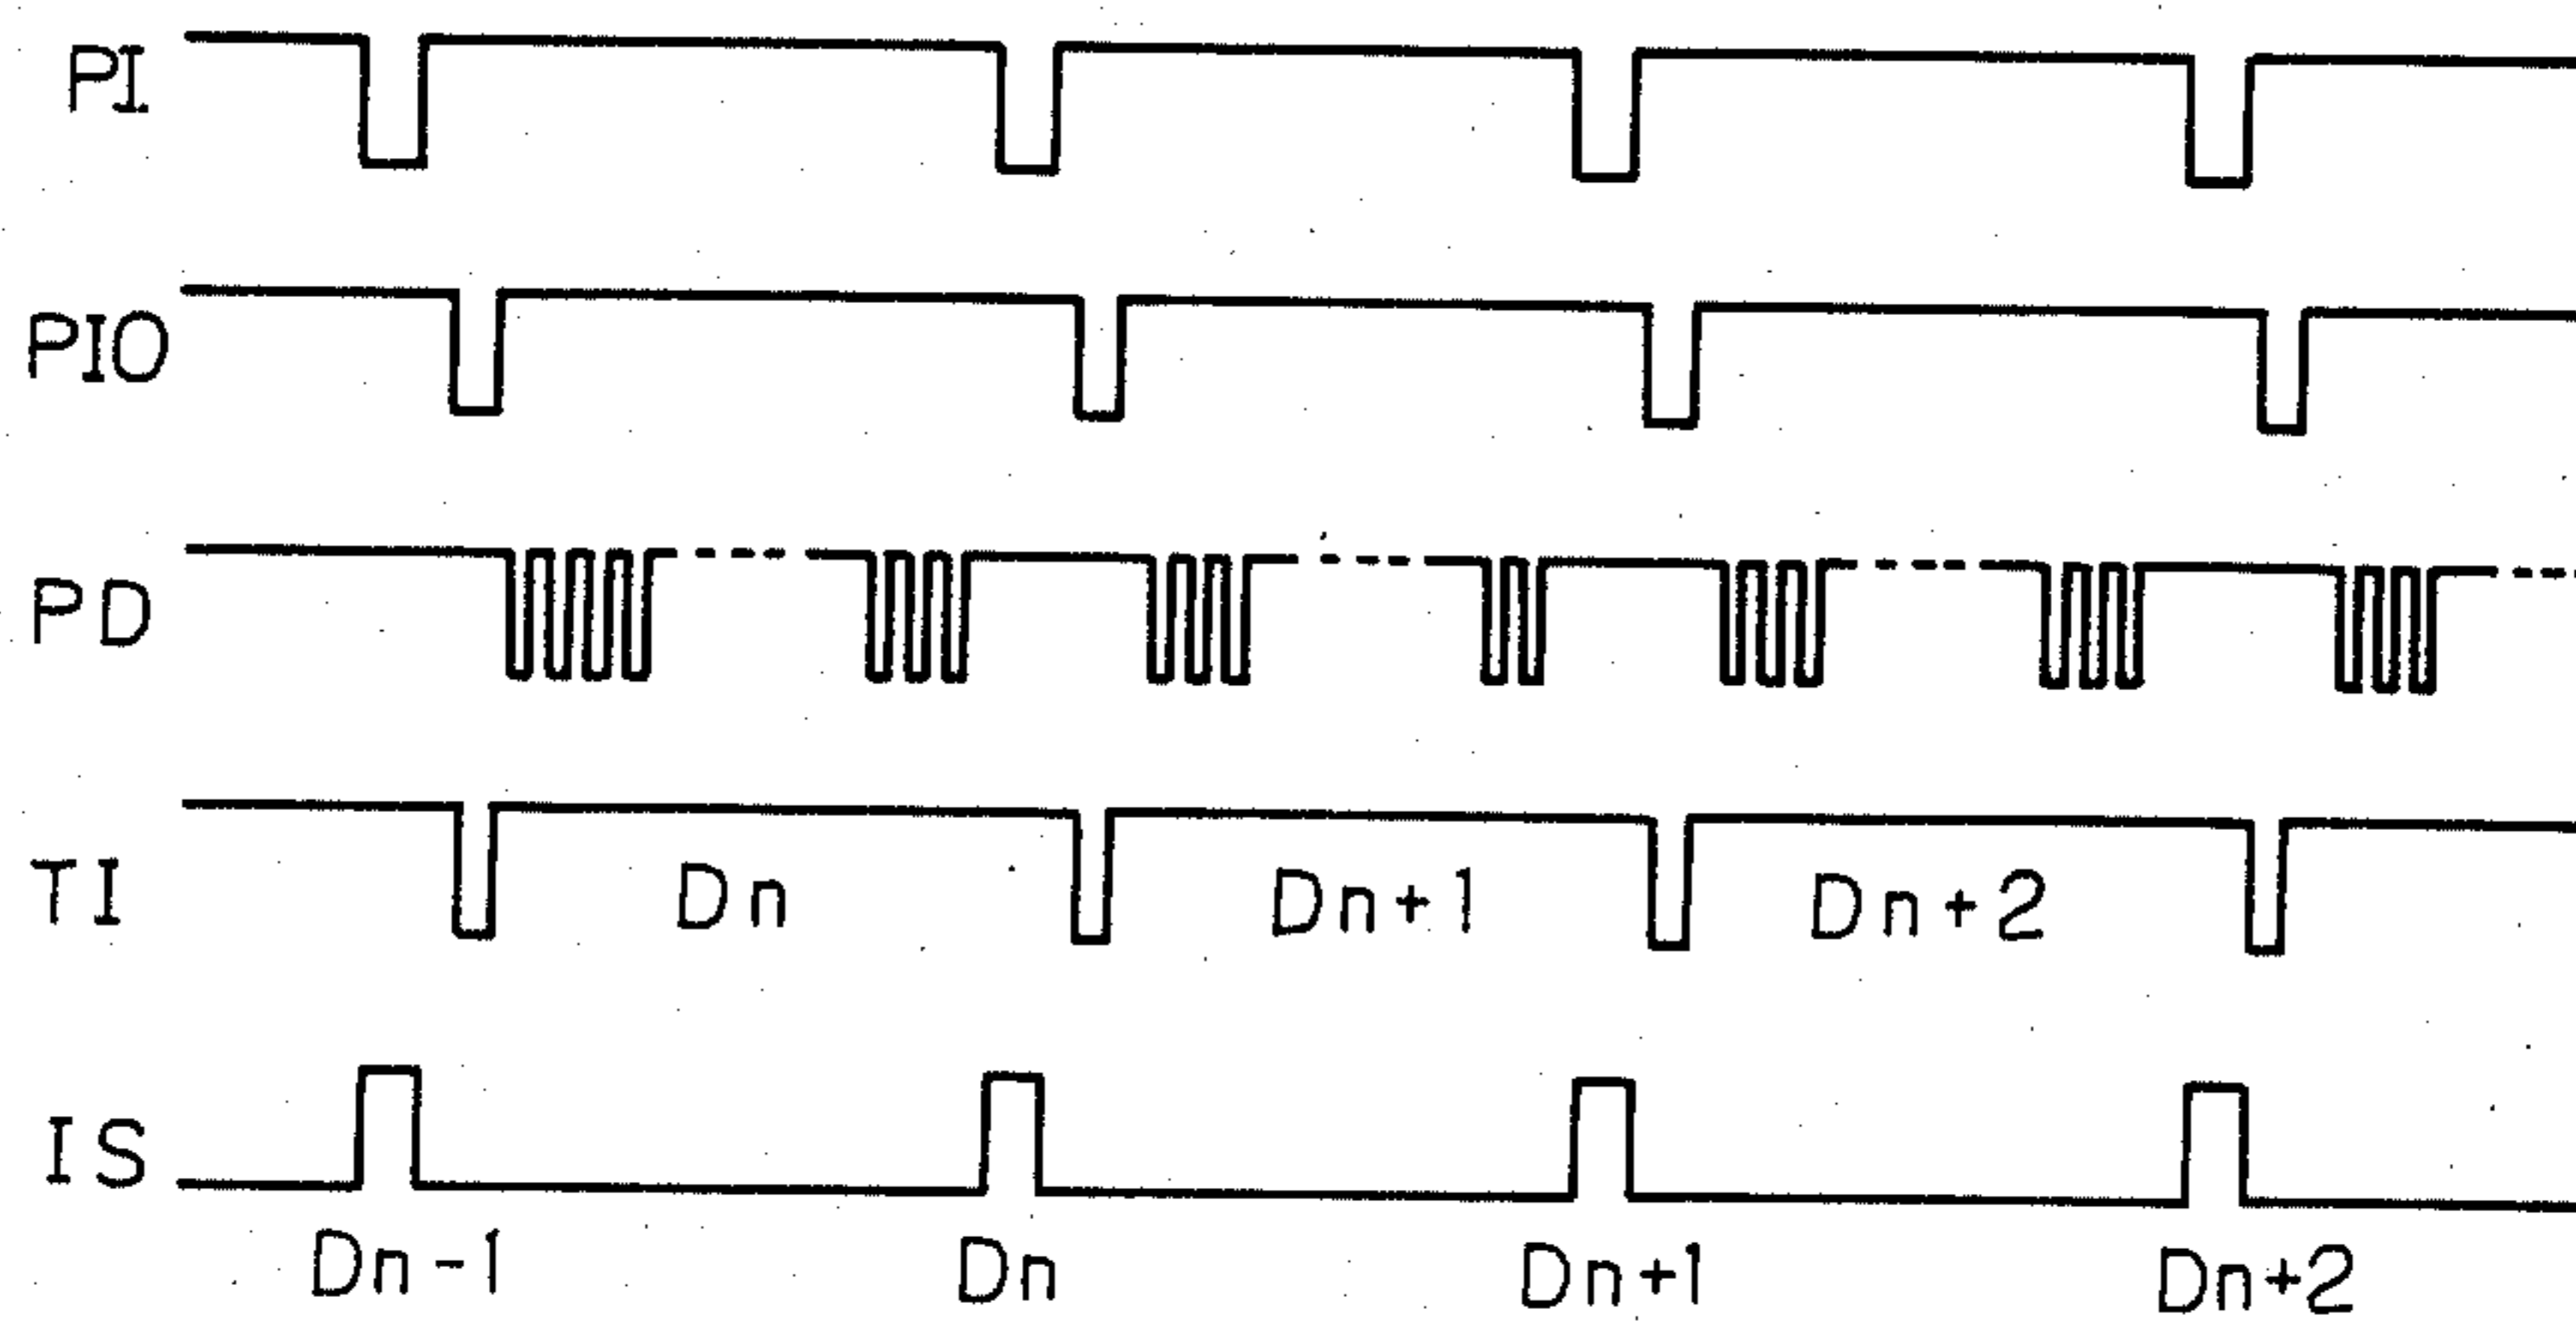 PI
PIO
PD
TI
Dn Dn+1 Dn+2
IS
Dn-1 Dn Dn+1 Dn+2